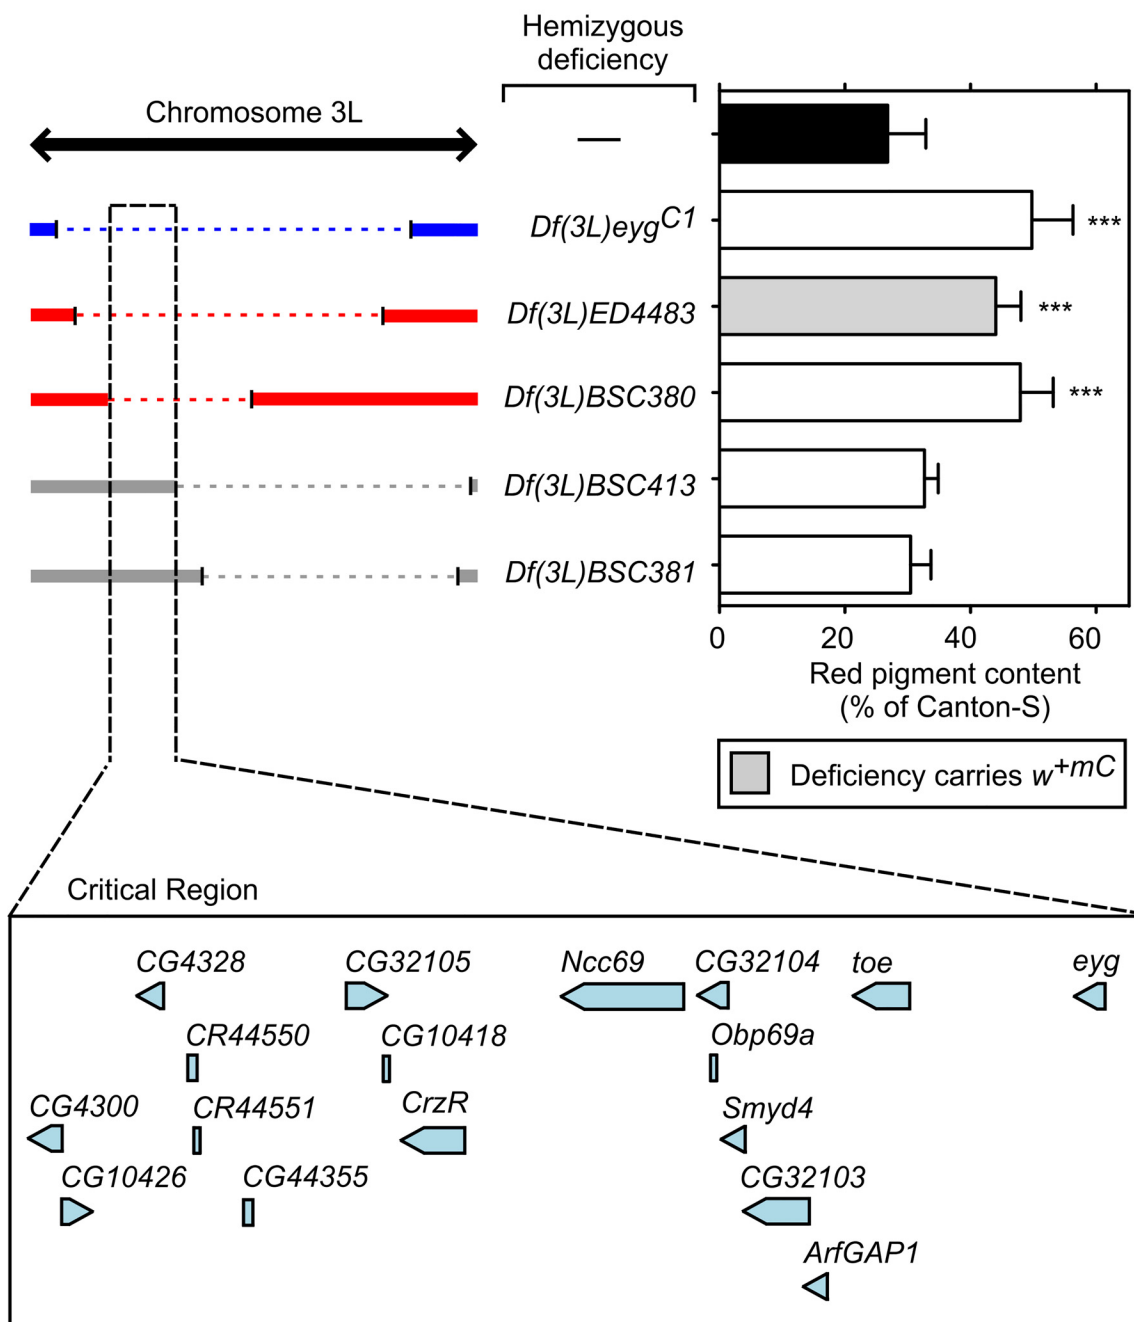 Hemizygous
deficiency
Chromosome 3L
—
Df(3L)eyg^C1
***
Df(3L)ED4483
***
Df(3L)BSC380
***
Df(3L)BSC413
Df(3L)BSC381
0 20 40 60
Red pigment content
(% of Canton-S)
Deficiency carries w^+mC
Critical Region
CG4328 CG32105 Ncc69 CG32104 toe eyg
CR44550 CG10418 Obp69a
CG4300 CR44551 CrzR Smyd4
CG10426 CG44355 CG32103
ArfGAP1